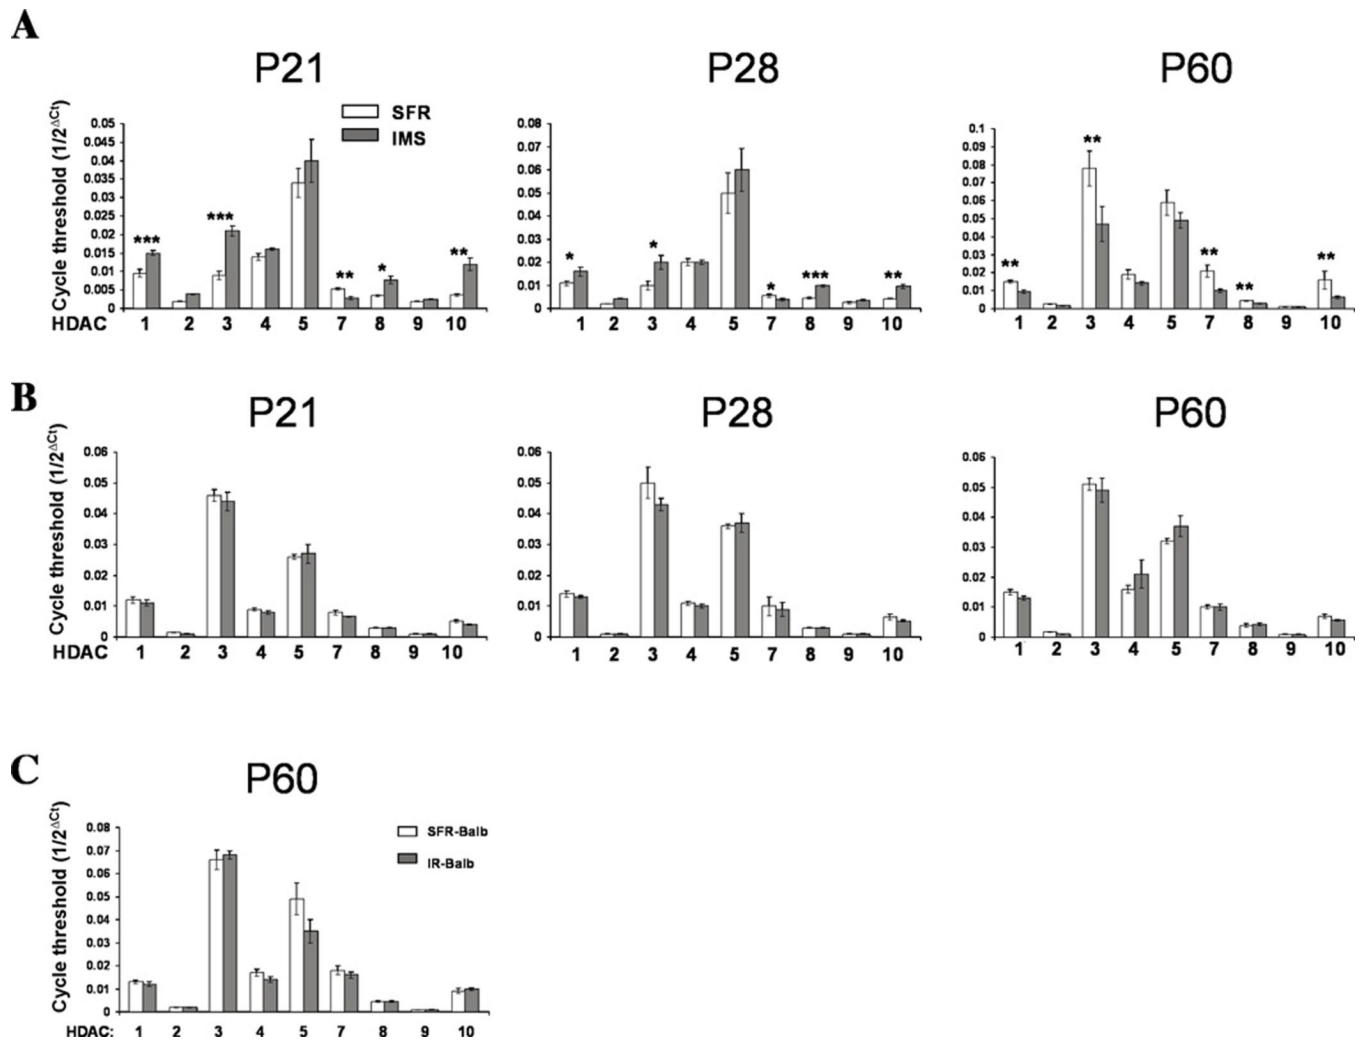 A
P21 P28 P60
SFR
IMS
Cycle threshold (1/2^ΔCt)
0.05
0.045
0.04
0.035
0.03
0.025
0.02
0.015
0.01
0.005
0
*** *** ** * **
HDAC 1 2 3 4 5 7 8 9 10
0.08
0.07
0.06
0.05
0.04
0.03
0.02
0.01
0
* * * *** **
1 2 3 4 5 7 8 9 10
0.1
0.09
0.08
0.07
0.06
0.05
0.04
0.03
0.02
0.01
0
** ** ** ** **
1 2 3 4 5 7 8 9 10
B
P21 P28 P60
Cycle threshold (1/2^ΔCt)
0.06
0.05
0.04
0.03
0.02
0.01
0
HDAC 1 2 3 4 5 7 8 9 10
0.06
0.05
0.04
0.03
0.02
0.01
0
1 2 3 4 5 7 8 9 10
0.06
0.05
0.04
0.03
0.02
0.01
0
1 2 3 4 5 7 8 9 10
C
P60
SFR-Balb
IR-Balb
Cycle threshold (1/2^ΔCt)
0.08
0.07
0.06
0.05
0.04
0.03
0.02
0.01
0
HDAC: 1 2 3 4 5 7 8 9 10